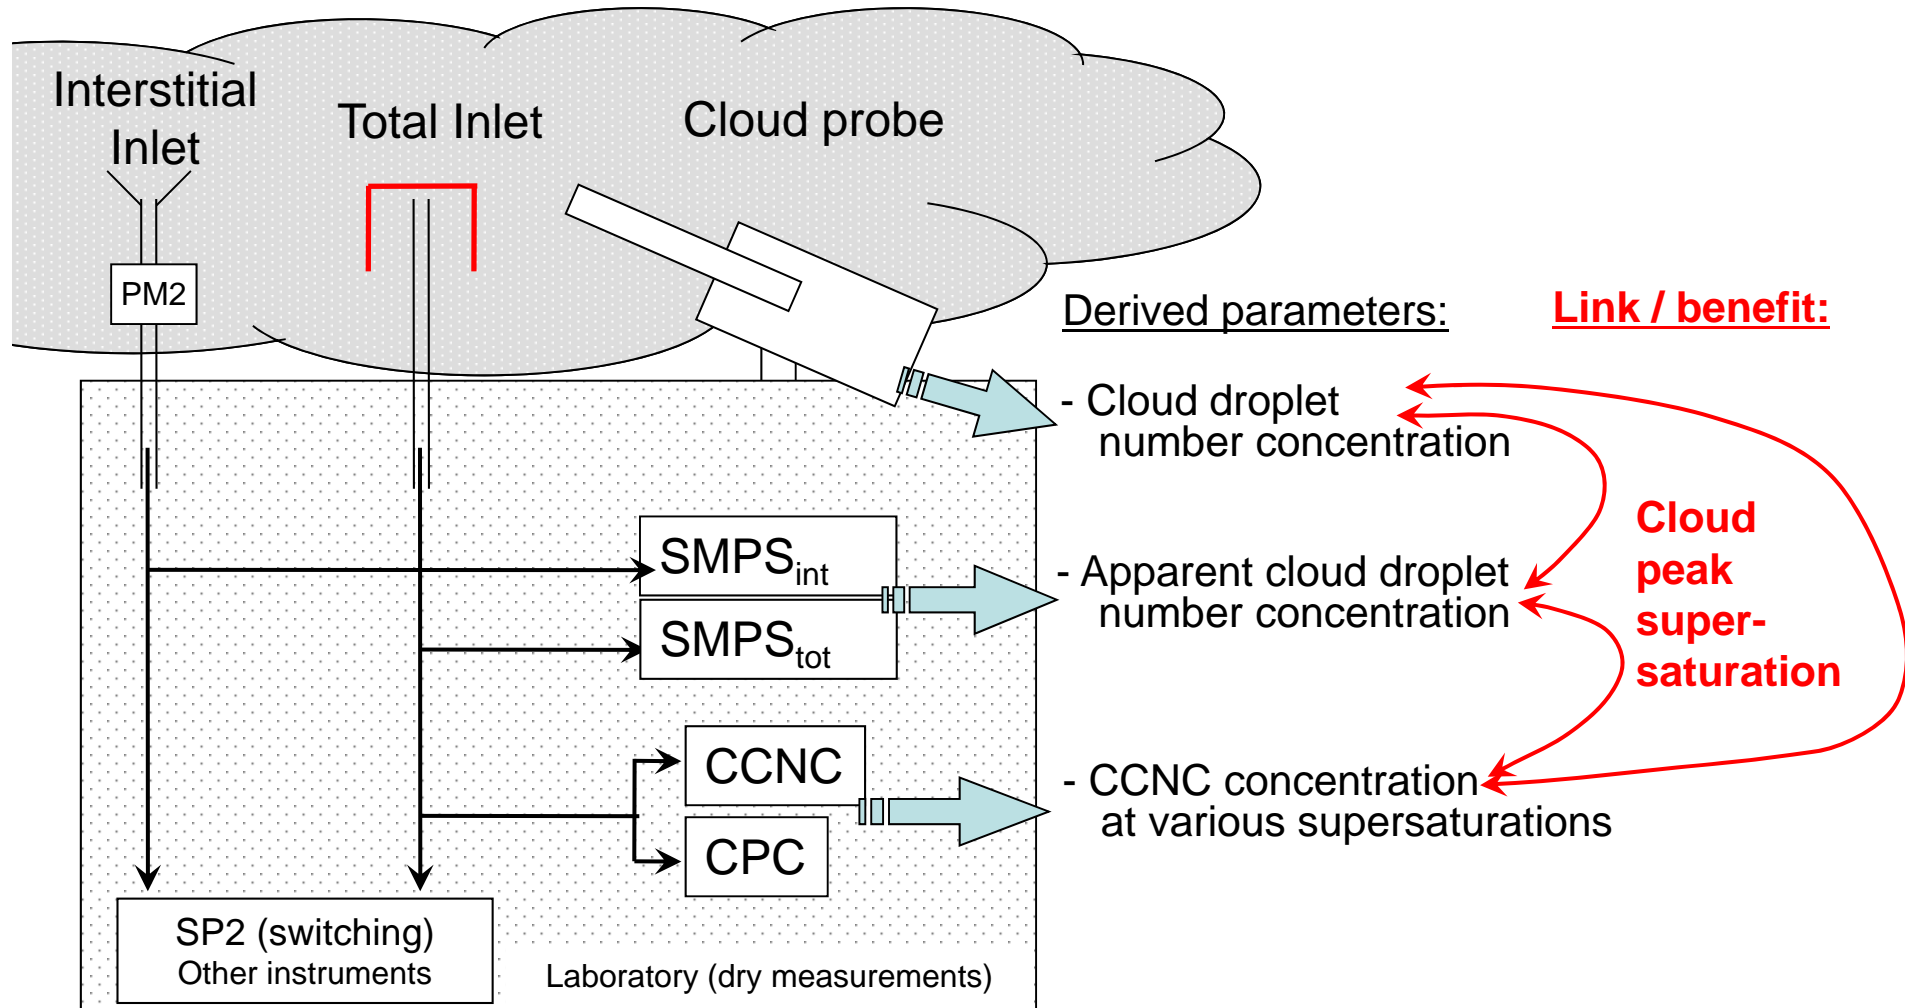 Interstitial
Inlet
Total Inlet
Cloud probe
PM2
Derived parameters:
Link / benefit:
- Cloud droplet
number concentration
SMPSint
SMPStot
- Apparent cloud droplet
number concentration
Cloud
peak
super-
saturation
CCNC
CPC
- CCNC concentration
at various supersaturations
SP2 (switching)
Other instruments
Laboratory (dry measurements)